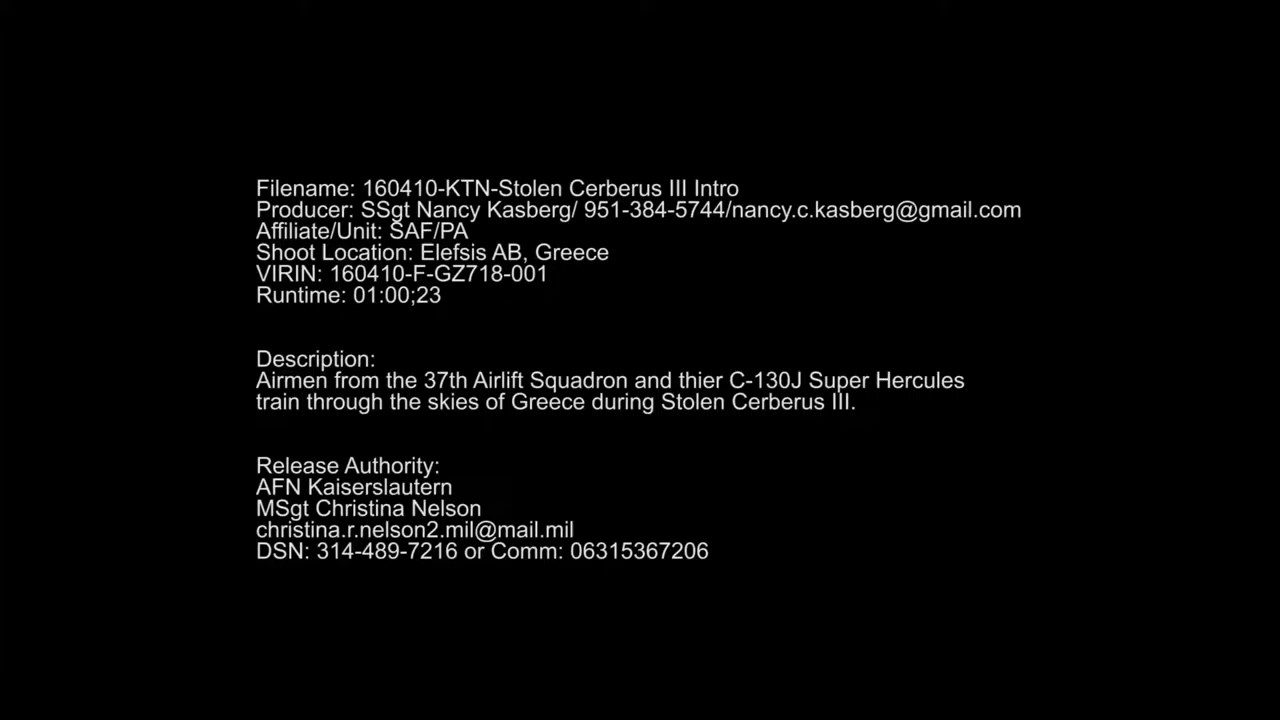 Filename: 160410-KTN-Stolen Cerberus III Intro
Producer: SSgt Nancy Kasberg/ 951-384-5744/nancy.c.kasberg@gmail.com
Affiliate/Unit: SAF/PA
Shoot Location: Elefsis AB, Greece
VIRIN: 160410-F-GZ718-001
Runtime: 01:00;23
Description:
Airmen from the 37th Airlift Squadron and thier C-130J Super Hercules
train through the skies of Greece during Stolen Cerberus III.
Release Authority:
AFN Kaiserslautern
MSgt Christina Nelson
christina.r.nelson2.mil@mail.mil
DSN: 314-489-7216 or Comm: 06315367206